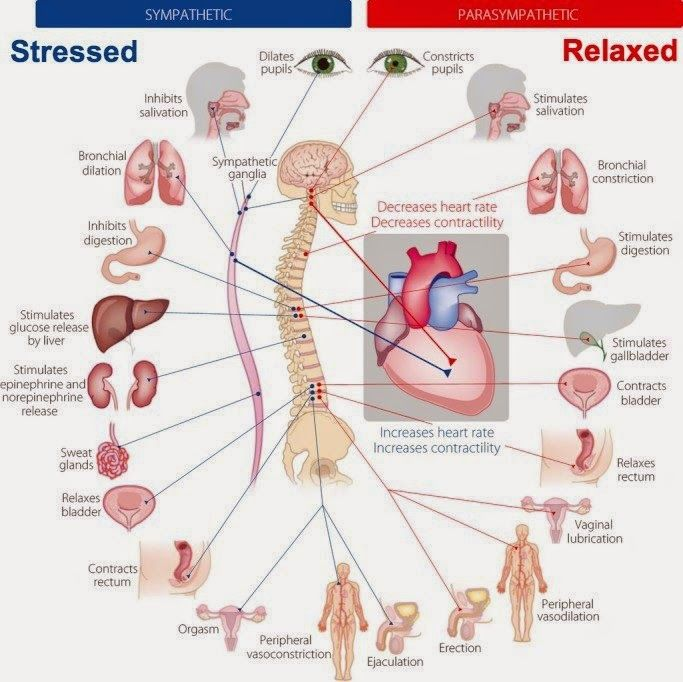 SYMPATHETIC
PARASYMPATHETIC
Stressed
Relaxed
Dilates
pupils
Constricts
pupils
Inhibits
salivation
Stimulates
salivation
Bronchial
dilation
Sympathetic
ganglia
Bronchial
constriction
Decreases heart rate
Decreases contractility
Inhibits
digestion
Stimulates
digestion
Stimulates
glucose release
by liver
Stimulates
gallbladder
Stimulates
epinephrine and
norepinephrine
release
Contracts
bladder
Increases heart rate
Increases contractility
Sweat
glands
Relaxes
rectum
Relaxes
bladder
Vaginal
lubrication
Contracts
rectum
Peripheral
vasodilation
Orgasm
Peripheral
vasoconstriction
Ejaculation
Erection